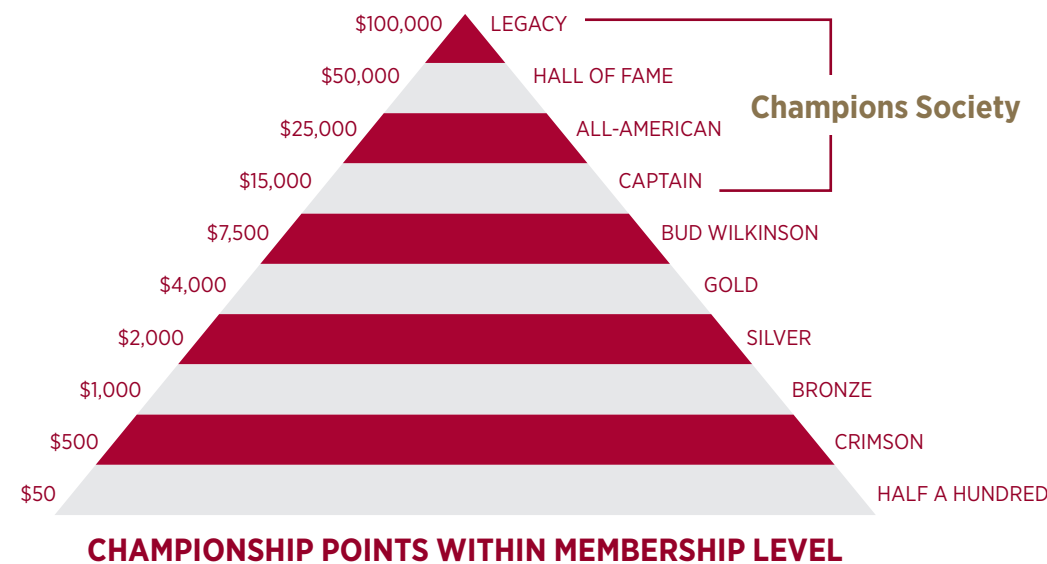 $100,000 LEGACY
$50,000 HALL OF FAME
Champions Society
$25,000 ALL-AMERICAN
$15,000 CAPTAIN
$7,500 BUD WILKINSON
$4,000 GOLD
$2,000 SILVER
$1,000 BRONZE
$500 CRIMSON
$50 HALF A HUNDRED
CHAMPIONSHIP POINTS WITHIN MEMBERSHIP LEVEL